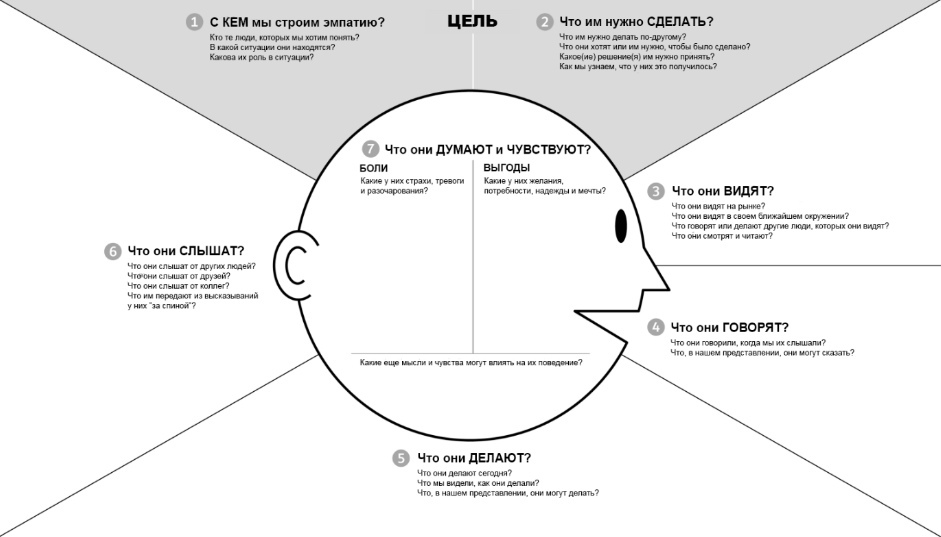 ЦЕЛЬ
1 С КЕМ мы строим эмпатию?
Кто те люди, которых мы хотим понять?
В какой ситуации они находятся?
Какова их роль в ситуации?
2 Что им нужно СДЕЛАТЬ?
Что им нужно делать по-другому?
Что они хотят или им нужно, чтобы было сделано?
Какое(ие) решение(я) им нужно принять?
Как мы узнаем, что у них это получилось?
3 Что они ВИДЯТ?
Что они видят на рынке?
Что они видят в своем ближайшем окружении?
Что говорят или делают другие люди, которых они видят?
Что они смотрят и читают?
4 Что они ГОВОРЯТ?
Что они говорили, когда мы их слышали?
Что, в нашем представлении, они могут сказать?
5 Что они ДЕЛАЮТ?
Что они делают сегодня?
Что мы видели, как они делали?
Что, в нашем представлении, они могут делать?
6 Что они СЛЫШАТ?
Что они слышат от других людей?
Что они слышат от друзей?
Что они слышат от коллег?
Что им передают из высказываний
у них "за спиной"?
7 Что они ДУМАЮТ и ЧУВСТВУЮТ?
БОЛИ
Какие у них страхи, тревоги
и разочарования?
ВЫГОДЫ
Какие у них желания,
потребности, надежды и мечты?
Какие еще мысли и чувства могут влиять на их поведение?